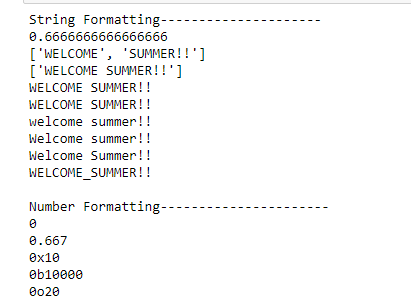 String Formatting---------------------
0.6666666666666666
['WELCOME', 'SUMMER!!']
['WELCOME SUMMER!!']
WELCOME SUMMER!!
WELCOME SUMMER!!
welcome summer!!
Welcome summer!!
Welcome Summer!!
WELCOME_SUMMER!!
Number Formatting----------------------
0
0.667
0x10
0b10000
0o20